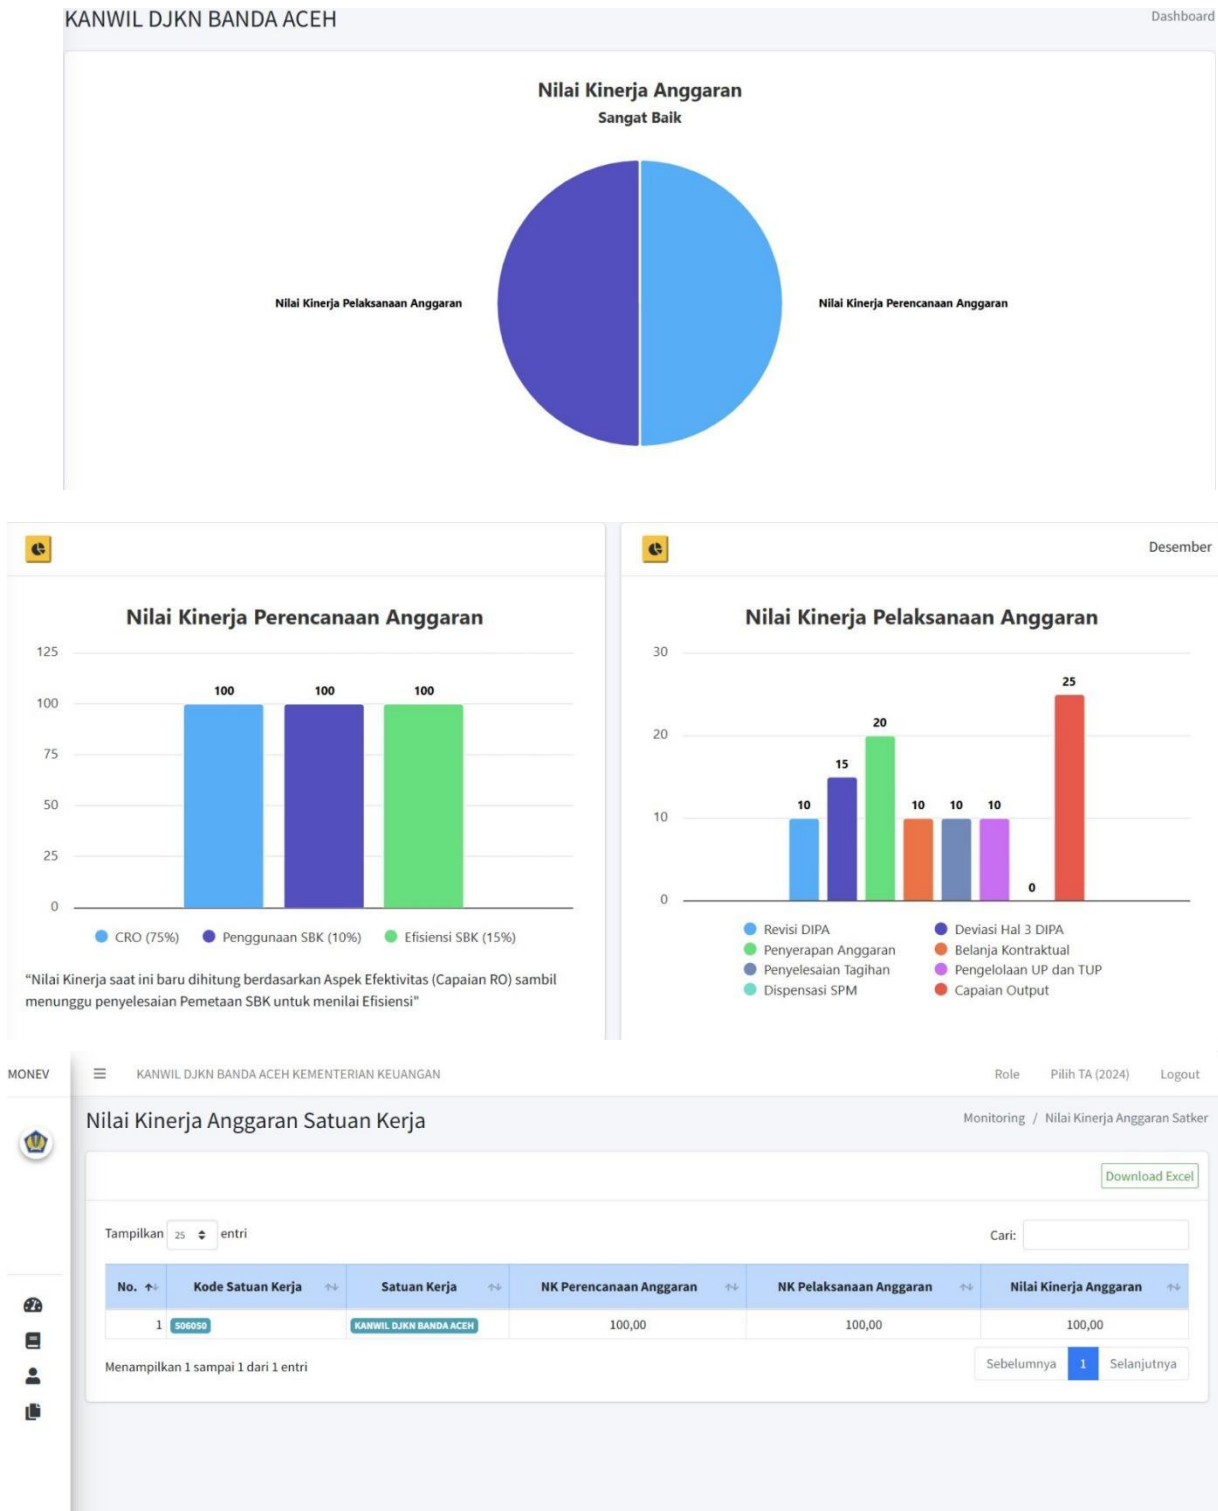 KANWIL DJKN BANDA ACEH
Dashboard
Nilai Kinerja Anggaran
Sangat Baik
Nilai Kinerja Pelaksanaan Anggaran
Nilai Kinerja Perencanaan Anggaran
Nilai Kinerja Perencanaan Anggaran
125
100
75
50
25
0
100
100
100
CRO (75%)
Penggunaan SBK (10%)
Efisiensi SBK (15%)
"Nilai Kinerja saat ini baru dihitung berdasarkan Aspek Efektivitas (Capaian RO) sambil
menunggu penyelesaian Pemetaan SBK untuk menilai Efisiensi"
Desember
Nilai Kinerja Pelaksanaan Anggaran
30
20
10
0
10
15
20
10
10
10
0
25
Revisi DIPA
Deviasi Hal 3 DIPA
Penyerapan Anggaran
Belanja Kontraktual
Penyelesaian Tagihan
Pengelolaan UP dan TUP
Dispensasi SPM
Capaian Output
MONEV
KANWIL DJKN BANDA ACEH KEMENTERIAN KEUANGAN
Role
Pilih TA (2024)
Logout
Nilai Kinerja Anggaran Satuan Kerja
Monitoring / Nilai Kinerja Anggaran Satker
Download Excel
Tampilkan 25 entri
Cari:
No. Kode Satuan Kerja Satuan Kerja NK Perencanaan Anggaran NK Pelaksanaan Anggaran Nilai Kinerja Anggaran
1 S06050 KANWIL DJKN BANDA ACEH 100,00 100,00 100,00
Menampilkan 1 sampai 1 dari 1 entri
Sebelumnya 1 Selanjutnya